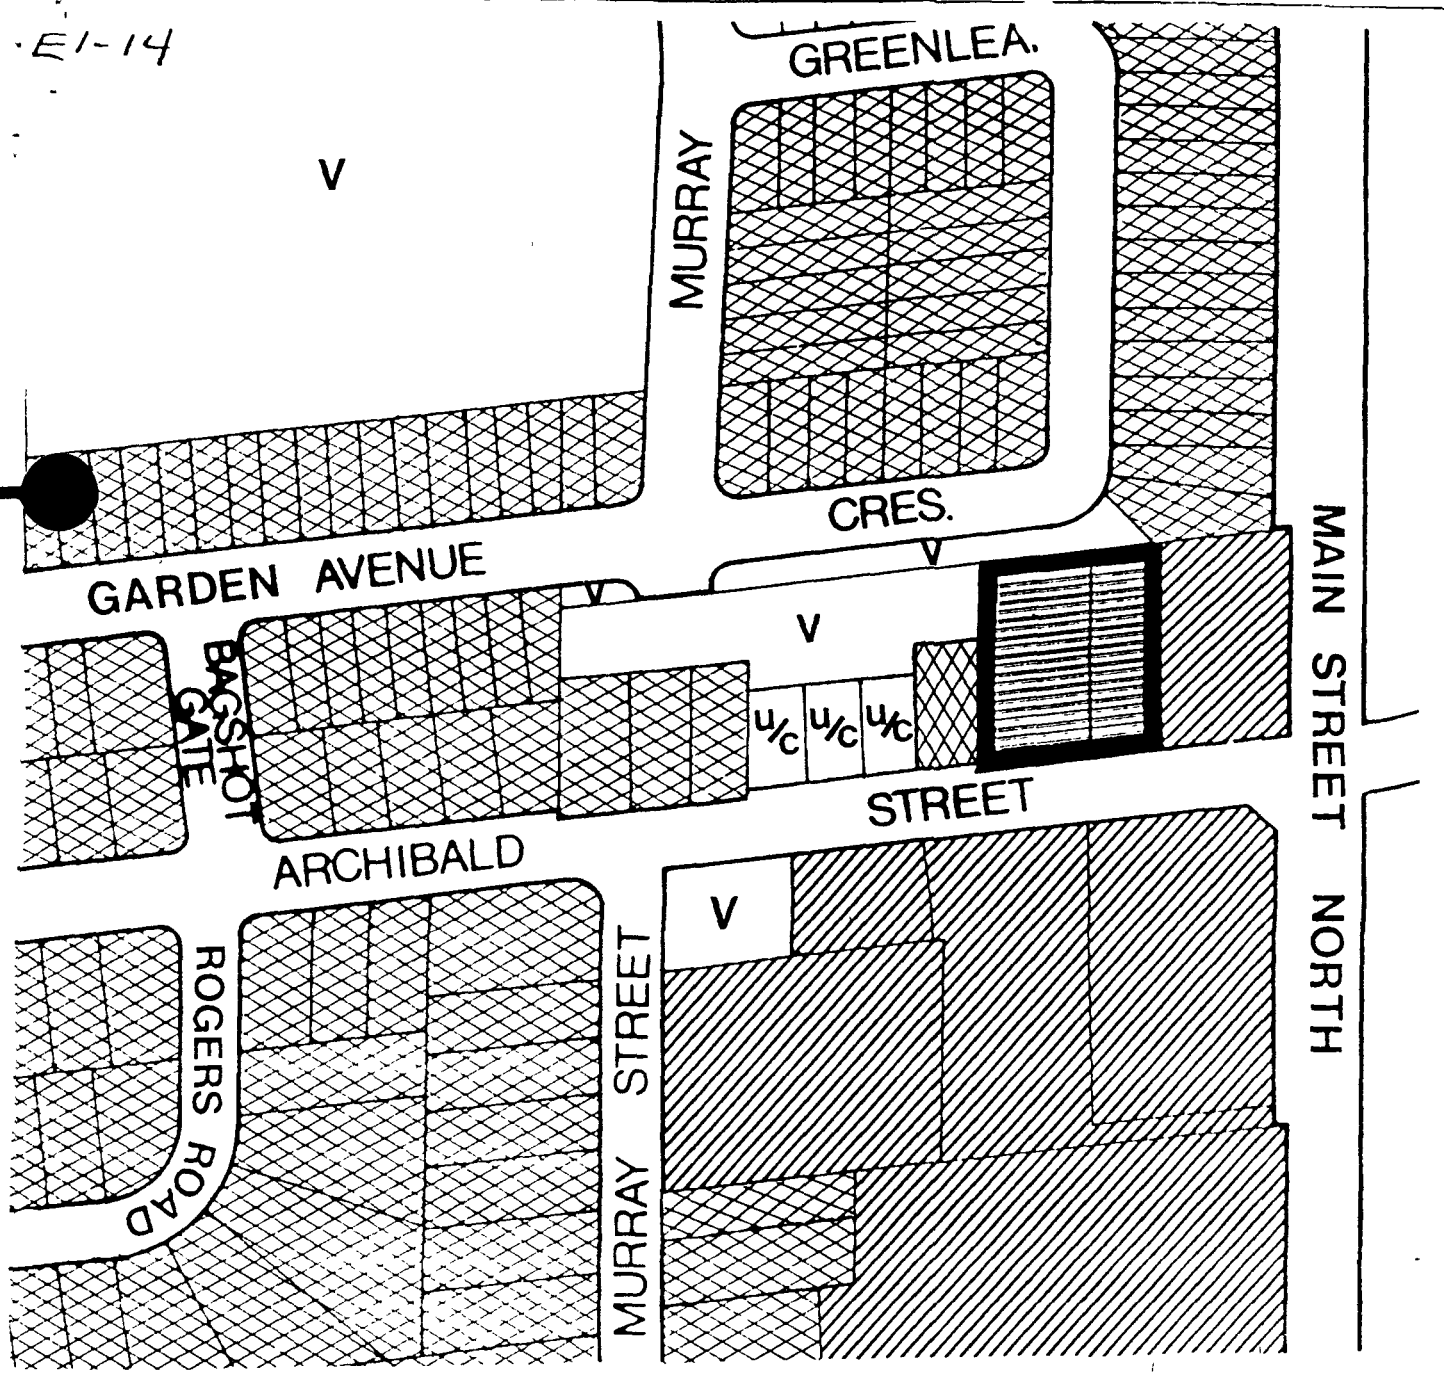 E1-14
GREENLEA.
V
MURRAY
CRES.
V
GARDEN AVENUE
V
V
BAGSHOT
GATE
u/c
u/c
u/c
MAIN STREET NORTH
ARCHIBALD STREET
V
ROGERS ROAD
MURRAY STREET